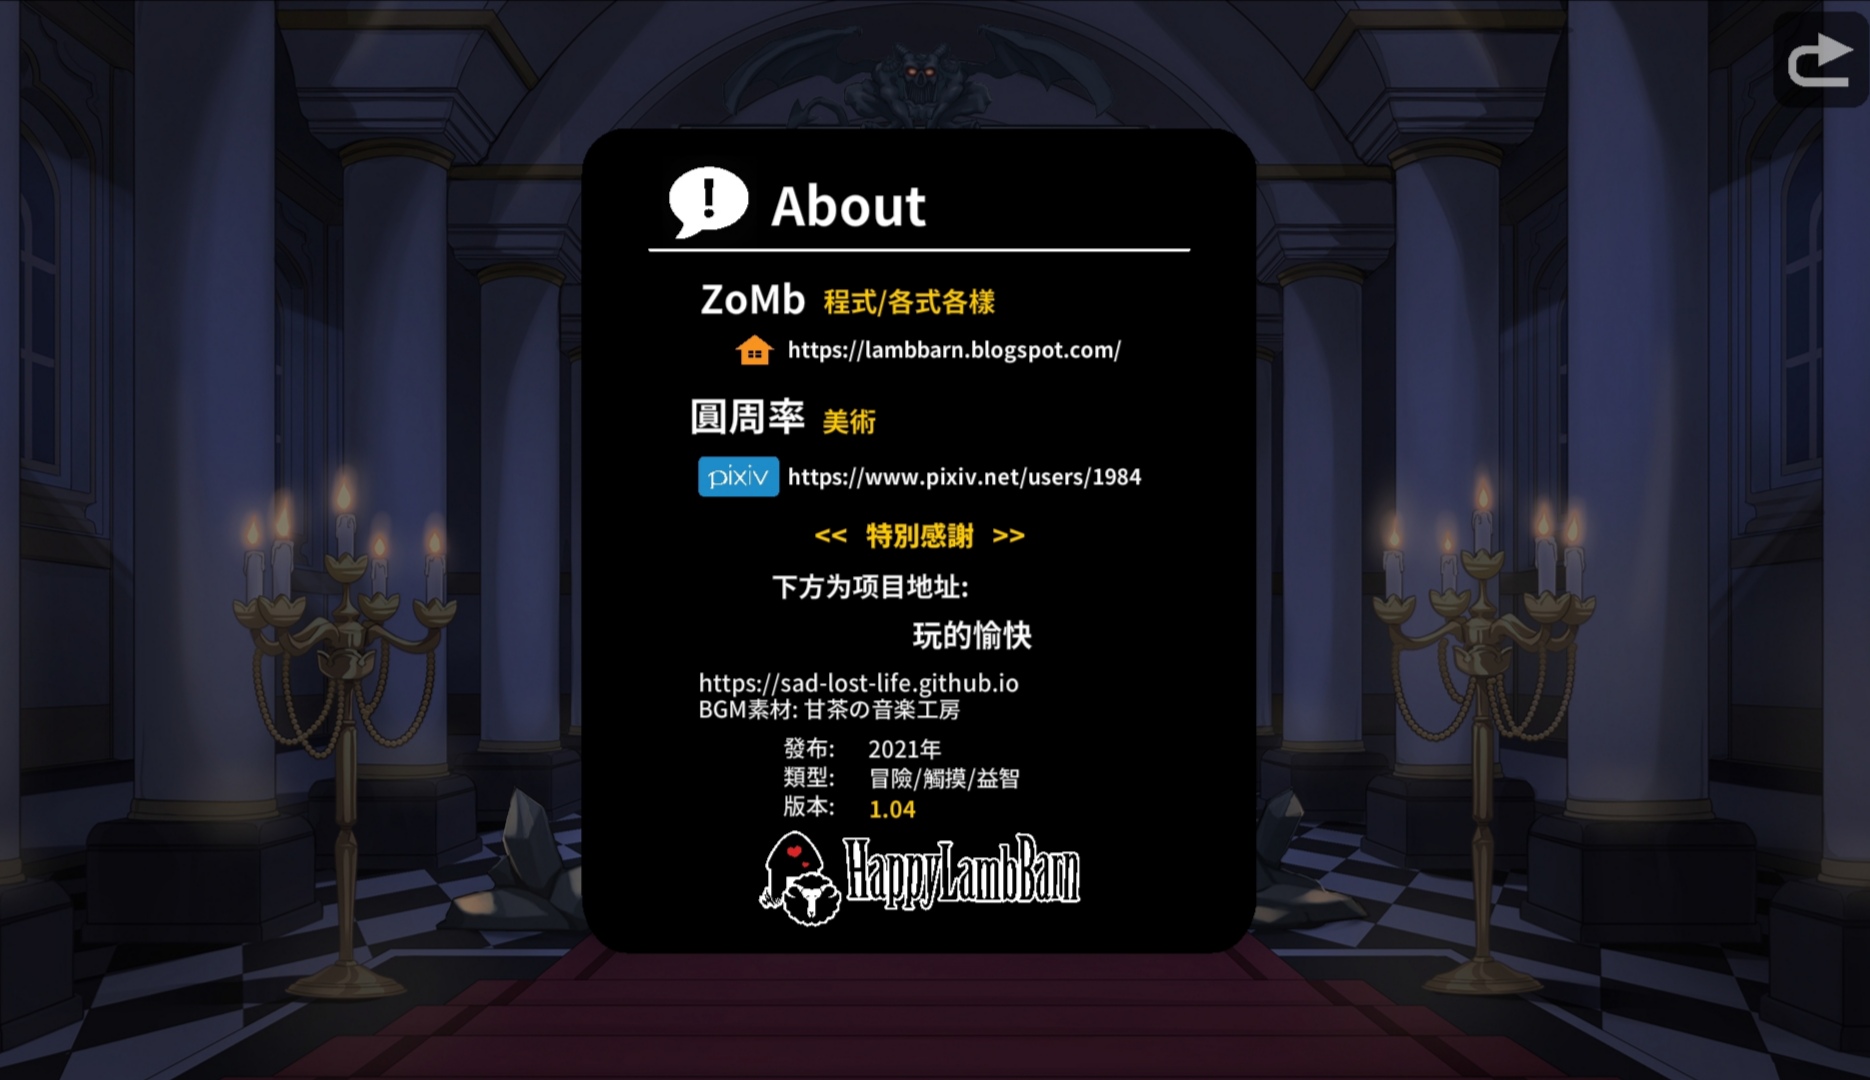 ! About
ZoMb 程式/各式各樣
https://lambbarn.blogspot.com/
圓周率 美術
pixiv https://www.pixiv.net/users/1984
<< 特別感謝 >>
下方为项目地址:
玩的愉快
https://sad-lost-life.github.io
BGM素材: 甘茶の音楽工房
發布: 2021年
類型: 冒險/觸摸/益智
版本: 1.04
HappyLambBarn